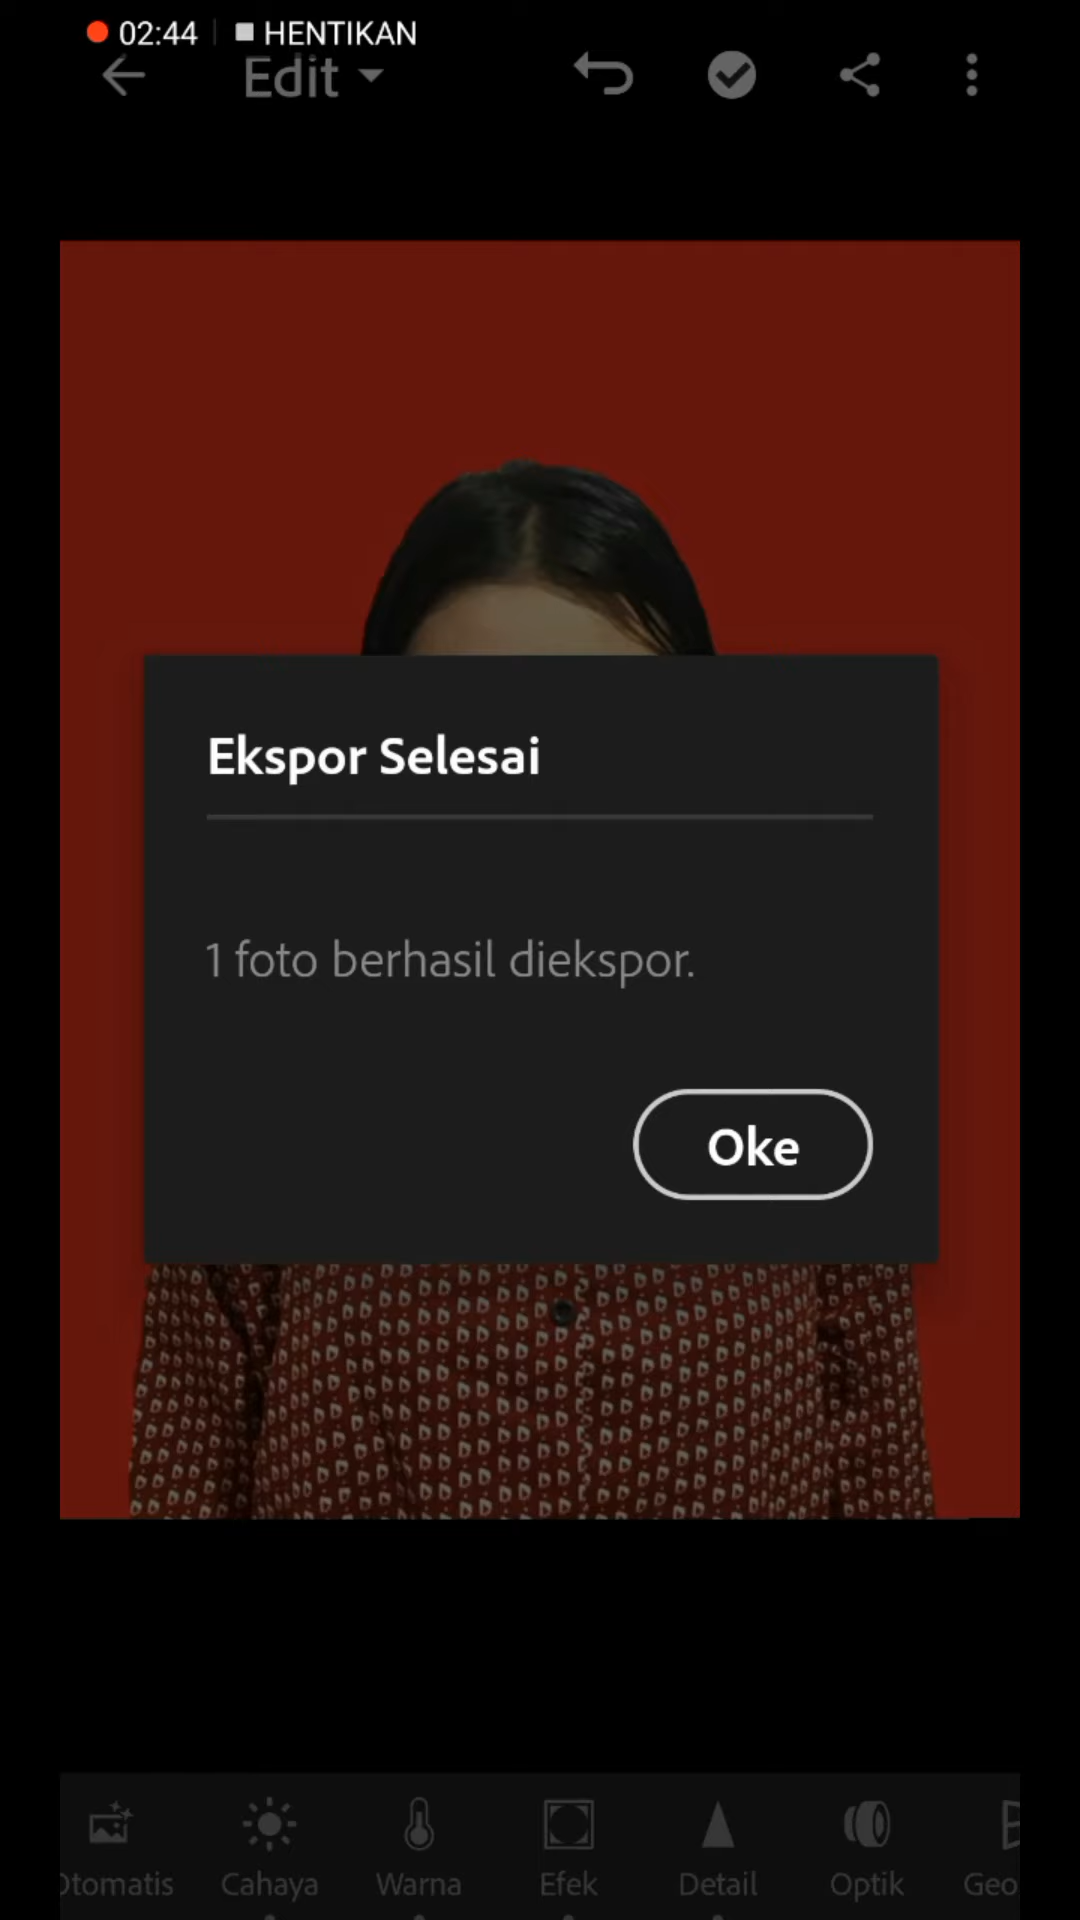 02:44 HENTIKAN
Edit
Ekspor Selesai
1 foto berhasil diekspor.
Oke
Otomatis Cahaya Warna Efek Detail Optik Geo